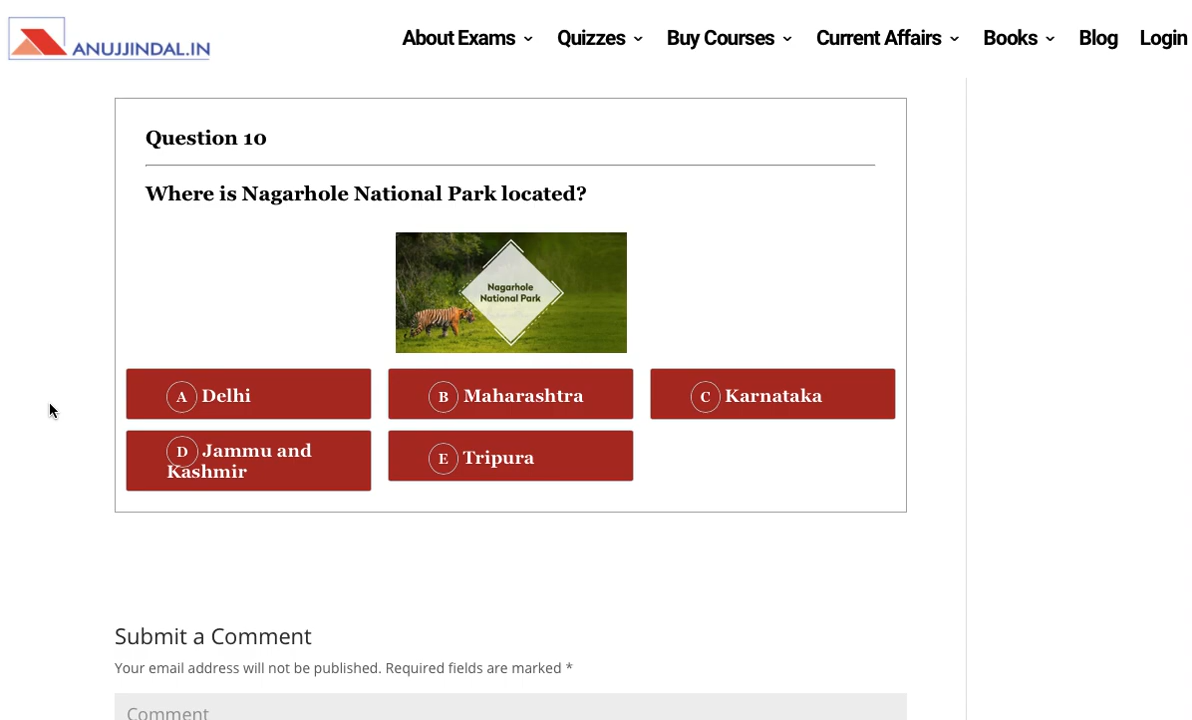 ANUJJINDAL.IN
About Exams Quizzes Buy Courses Current Affairs Books Blog Login
Question 10
Where is Nagarhole National Park located?
Nagarhole
National Park
A Delhi
B Maharashtra
C Karnataka
D Jammu and
Kashmir
E Tripura
Submit a Comment
Your email address will not be published. Required fields are marked *
Comment